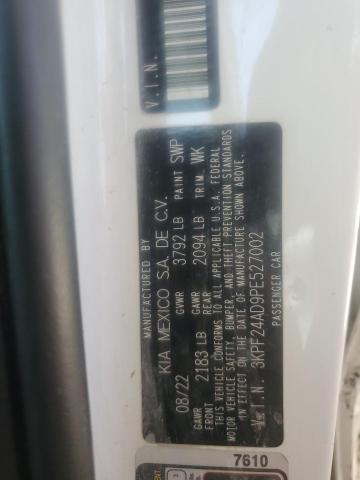 V.I.N.
MANUFACTURED BY
KIA MEXICO S.A. DE C.V.
08/22 GVWR 3792 LB PAINT SWP
GAWR FRONT 2183 LB GAWR REAR 2094 LB TRIM WK
THIS VEHICLE CONFORMS TO ALL APPLICABLE U.S.A. FEDERAL
MOTOR VEHICLE SAFETY, BUMPER, AND THEFT PREVENTION STANDARDS
IN EFFECT ON THE DATE OF MANUFACTURE SHOWN ABOVE.
V.I.N. 3KPF24AD9PE527002
PASSENGER CAR
7610